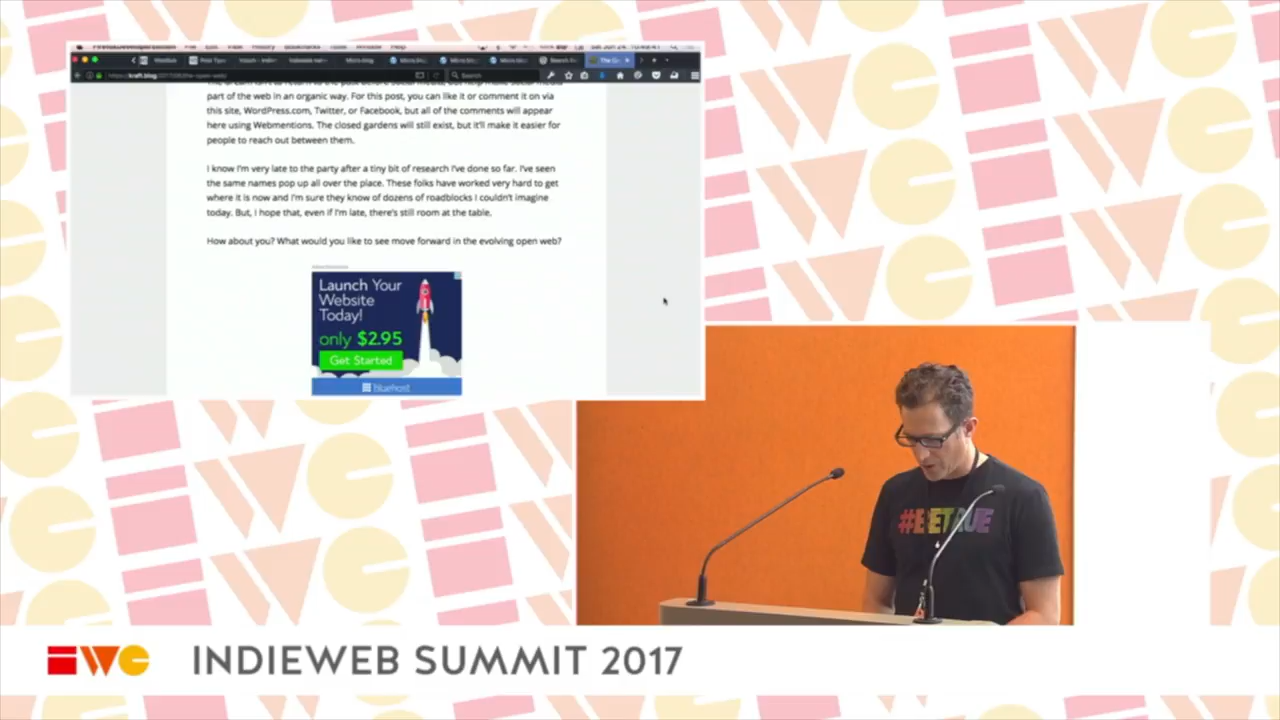 Sat Jun 24
Search
part of the web in an organic way. For this post, you can like it or comment it on via
this site, WordPress.com, Twitter, or Facebook, but all of the comments will appear
here using Webmentions. The closed gardens will still exist, but it'll make it easier for
people to reach out between them.
I know I'm very late to the party after a tiny bit of research I've done so far. I've seen
the same names pop up all over the place. These folks have worked very hard to get
where it is now and I'm sure they know of dozens of roadblocks I couldn't imagine
today. But, I hope that, even if I'm late, there's still room at the table.
How about you? What would you like to see move forward in the evolving open web?
Launch Your
Website
Today!
only $2.95
Get Started
bluehost
#BETRUE
IWC INDIEWEB SUMMIT 2017